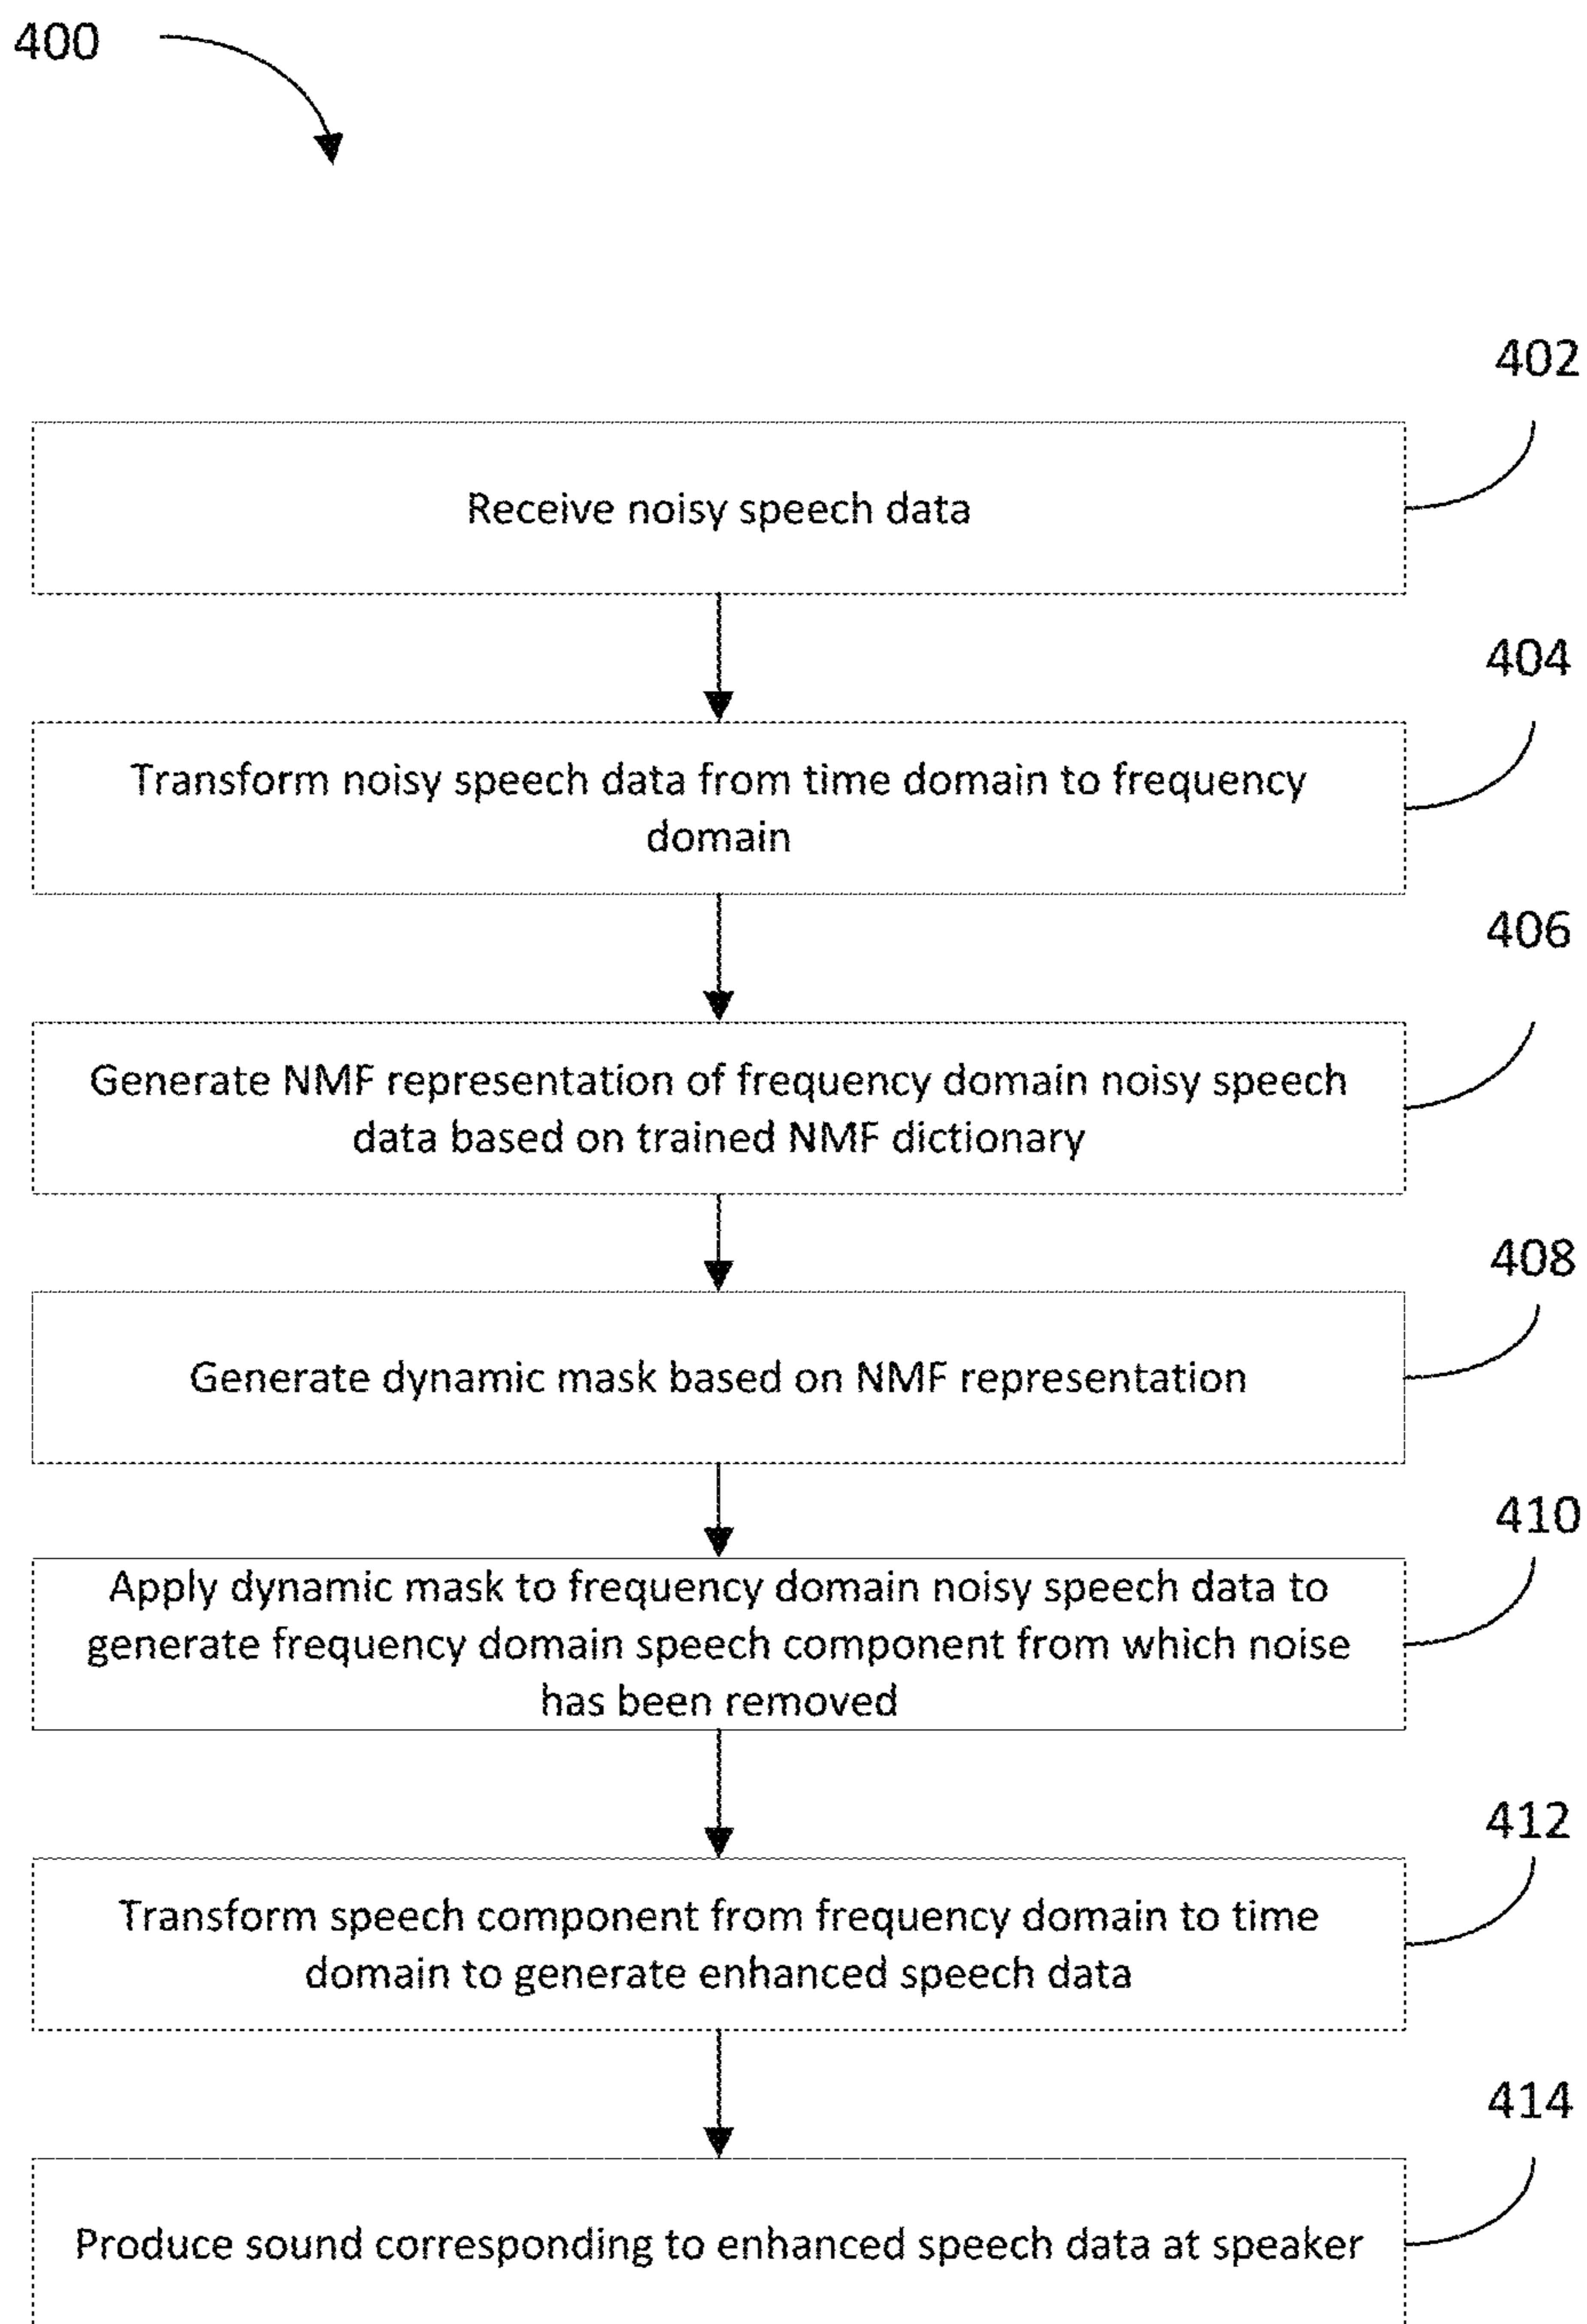 400
402
Receive noisy speech data
404
Transform noisy speech data from time domain to frequency
domain
406
Generate NMF representation of frequency domain noisy speech
data based on trained NMF dictionary
408
Generate dynamic mask based on NMF representation
410
Apply dynamic mask to frequency domain noisy speech data to
generate frequency domain speech component from which noise
has been removed
412
Transform speech component from frequency domain to time
domain to generate enhanced speech data
414
Produce sound corresponding to enhanced speech data at speaker